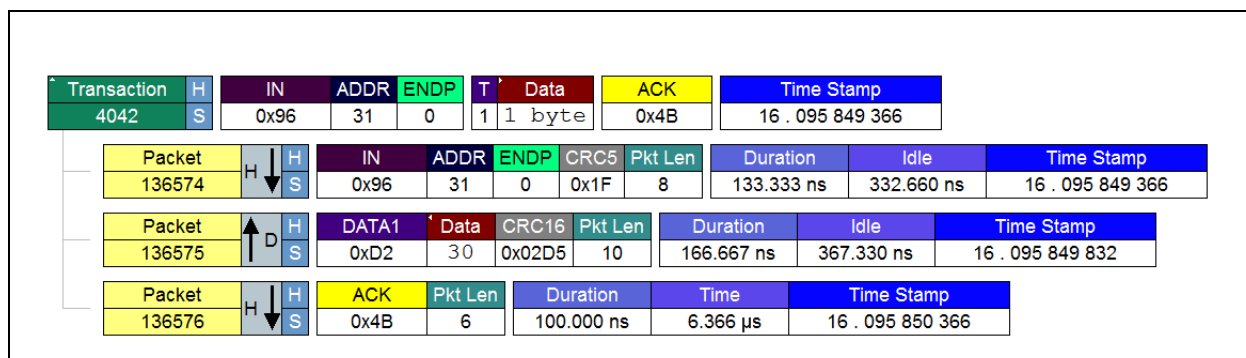 Transaction H IN ADDR ENDP T Data ACK Time Stamp
4042 S 0x96 31 0 1 1 byte 0x4B 16 . 095 849 366
Packet H H IN ADDR ENDP CRC5 Pkt Len Duration Idle Time Stamp
136574 S 0x96 31 0 0x1F 8 133.333 ns 332.660 ns 16 . 095 849 366
Packet D H DATA1 Data CRC16 Pkt Len Duration Idle Time Stamp
136575 S 0xD2 30 0x02D5 10 166.667 ns 367.330 ns 16 . 095 849 832
Packet H H ACK Pkt Len Duration Time Time Stamp
136576 S 0x4B 6 100.000 ns 6.366 µs 16 . 095 850 366